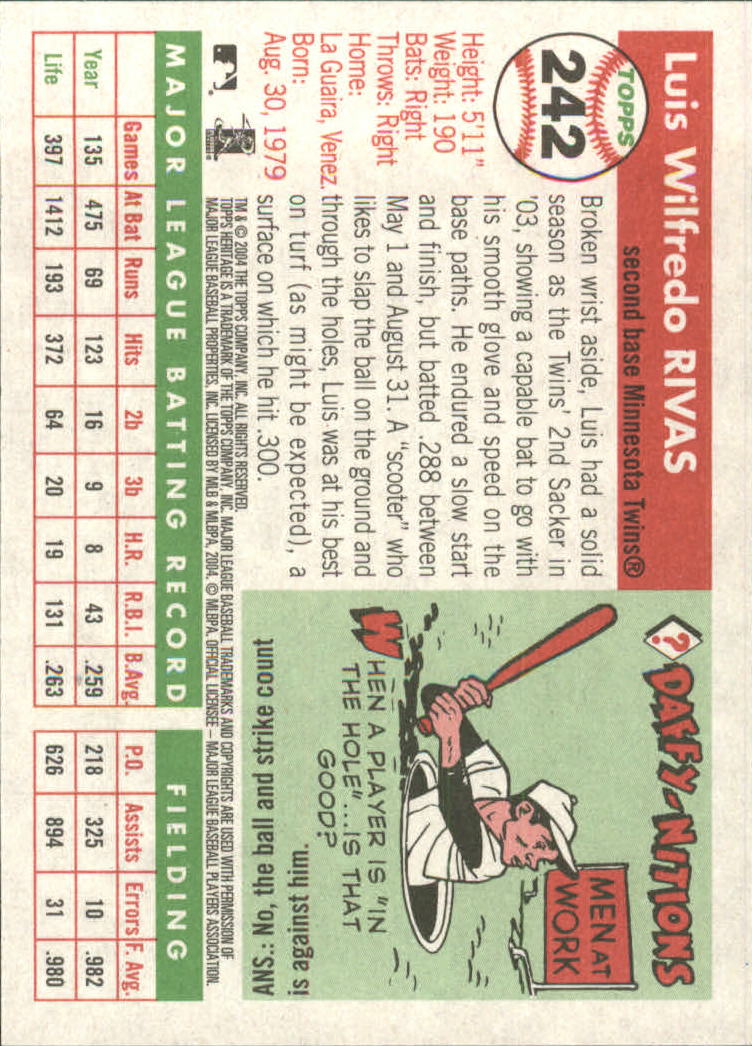 Luis Wilfredo RIVAS
second base Minnesota Twins®
TOPPS
242
Height: 5'11"
Weight: 190
Bats: Right
Throws: Right
Home:
La Guaira, Venez.
Born:
Aug. 30, 1979
Broken wrist aside, Luis had a solid
season as the Twins' 2nd Sacker in
'03, showing a capable bat to go with
his smooth glove and speed on the
base paths. He endured a slow start
and finish, but batted .288 between
May 1 and August 31. A "scooter" who
likes to slap the ball on the ground and
through the holes, Luis was at his best
on turf (as might be expected), a
surface on which he hit .300.
? DAFFY-NITIONS
MEN AT
WORK
WHEN A PLAYER IS "IN
THE HOLE"...IS THAT
GOOD?
ANS.: No, the ball and strike count
is against him.
TM & © 2004 THE TOPPS COMPANY, INC. ALL RIGHTS RESERVED.
TOPPS HERITAGE IS A TRADEMARK OF THE TOPPS COMPANY, INC. MAJOR LEAGUE BASEBALL TRADEMARKS AND COPYRIGHTS ARE USED WITH PERMISSION OF
MAJOR LEAGUE BASEBALL PROPERTIES, INC. LICENSED BY MLB & MLBPA, 2004. © MLBPA. OFFICIAL LICENSEE – MAJOR LEAGUE BASEBALL PLAYERS ASSOCIATION.
MAJOR LEAGUE BATTING RECORD FIELDING
Games At Bat Runs Hits 2b 3b H.R. R.B.I. B.Avg. P.O. Assists Errors F. Avg.
Year 135 475 69 123 16 9 8 43 .259 218 325 10 .982
Life 397 1412 193 372 64 20 19 131 .263 626 894 31 .980